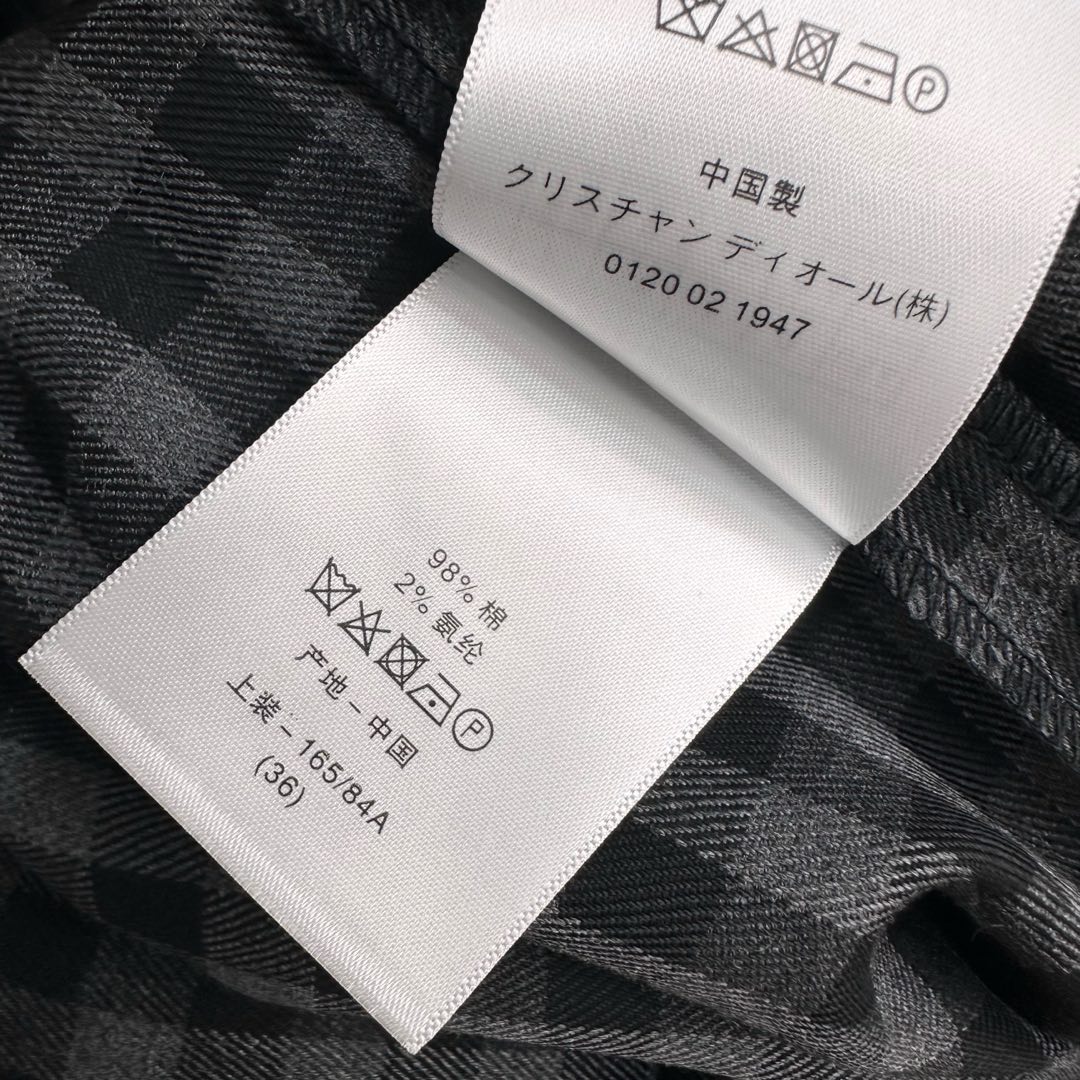 中国製
クリスチャン ディオール(株)
0120 02 1947
98% 棉
2% 氨纶
P
产地 – 中国
上装 – 165/84A
(36)